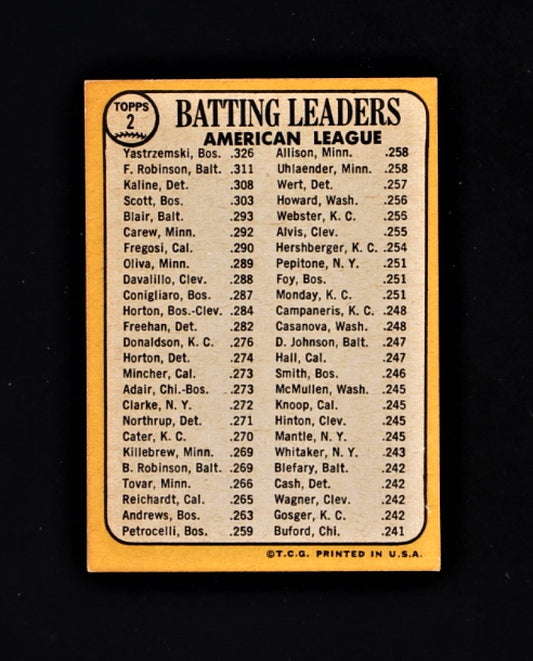 TOPPS
2
BATTING LEADERS
AMERICAN LEAGUE
Yastrzemski, Bos. .326
F. Robinson, Balt. .311
Kaline, Det. .308
Scott, Bos. .303
Blair, Balt. .293
Carew, Minn. .292
Fregosi, Cal. .290
Oliva, Minn. .289
Davalillo, Clev. .288
Conigliaro, Bos. .287
Horton, Bos.-Clev. .284
Freehan, Det. .282
Donaldson, K. C. .276
Horton, Det. .274
Mincher, Cal. .273
Adair, Chi.-Bos. .273
Clarke, N. Y. .272
Northrup, Det. .271
Cater, K. C. .270
Killebrew, Minn. .269
B. Robinson, Balt. .269
Tovar, Minn. .266
Reichardt, Cal. .265
Andrews, Bos. .263
Petrocelli, Bos. .259
Allison, Minn. .258
Uhlaender, Minn. .258
Wert, Det. .257
Howard, Wash. .256
Webster, K. C. .255
Alvis, Clev. .255
Hershberger, K. C. .254
Pepitone, N. Y. .251
Foy, Bos. .251
Monday, K. C. .251
Campaneris, K. C. .248
Casanova, Wash. .248
D. Johnson, Balt. .247
Hall, Cal. .247
Smith, Bos. .246
McMullen, Wash. .245
Knoop, Cal. .245
Hinton, Clev. .245
Mantle, N. Y. .245
Whitaker, N. Y. .243
Blefary, Balt. .242
Cash, Det. .242
Wagner, Clev. .242
Gosger, K. C. .242
Buford, Chi. .241
©T.C.G. PRINTED IN U.S.A.